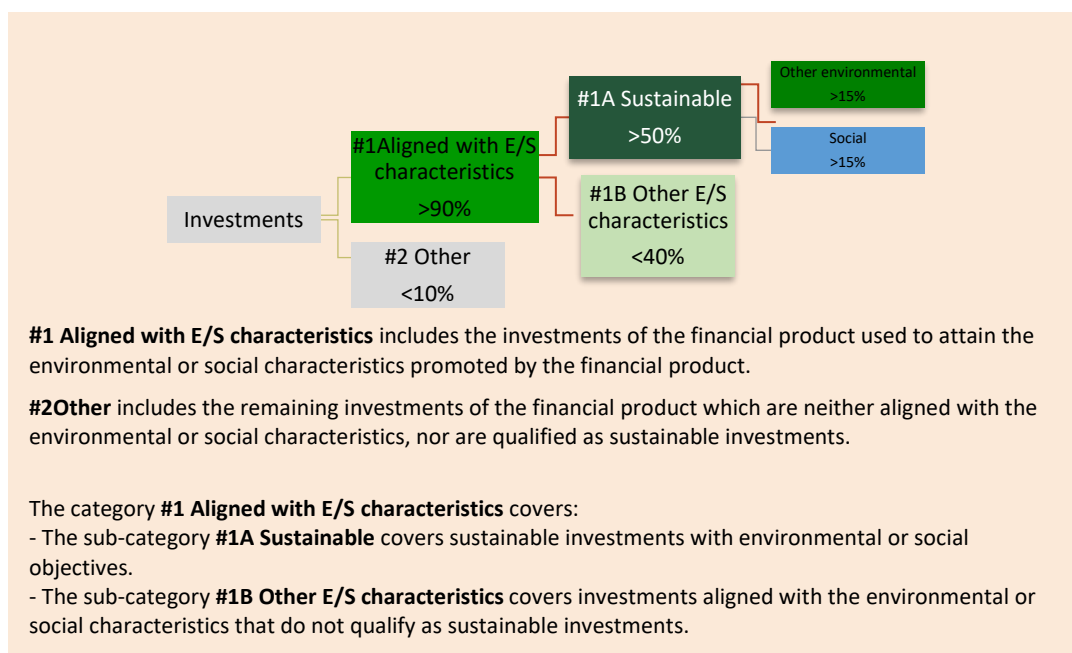 Other environmental
>15%
#1A Sustainable
>50%
Social
>15%
#1Aligned with E/S
characteristics
>90%
#1B Other E/S
characteristics
<40%
Investments
#2 Other
<10%
#1 Aligned with E/S characteristics includes the investments of the financial product used to attain the
environmental or social characteristics promoted by the financial product.
#2Other includes the remaining investments of the financial product which are neither aligned with the
environmental or social characteristics, nor are qualified as sustainable investments.
The category #1 Aligned with E/S characteristics covers:
- The sub-category #1A Sustainable covers sustainable investments with environmental or social
objectives.
- The sub-category #1B Other E/S characteristics covers investments aligned with the environmental or
social characteristics that do not qualify as sustainable investments.